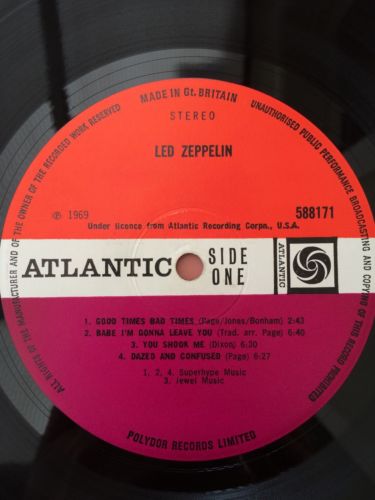 MADE IN Gt. BRITAIN
ALL RIGHTS OF THE MANUFACTURER AND OF THE OWNER OF THE RECORDED WORK RESERVED
UNAUTHORISED PUBLIC PERFORMANCE BROADCASTING AND COPYING OF THIS RECORD PROHIBITED
STEREO
LED ZEPPELIN
℗ 1969
588171
Under licence from Atlantic Recording Corpn., U.S.A.
ATLANTIC
SIDE ONE
ATLANTIC
1. GOOD TIMES BAD TIMES (Page/Jones/Bonham) 2:43
2. BABE I'M GONNA LEAVE YOU (Trad. arr. Page) 6:40
3. YOU SHOOK ME (Dixon) 6:30
4. DAZED AND CONFUSED (Page) 6:27
1, 2, 4. Superhype Music
3; Jewel Music
POLYDOR RECORDS LIMITED